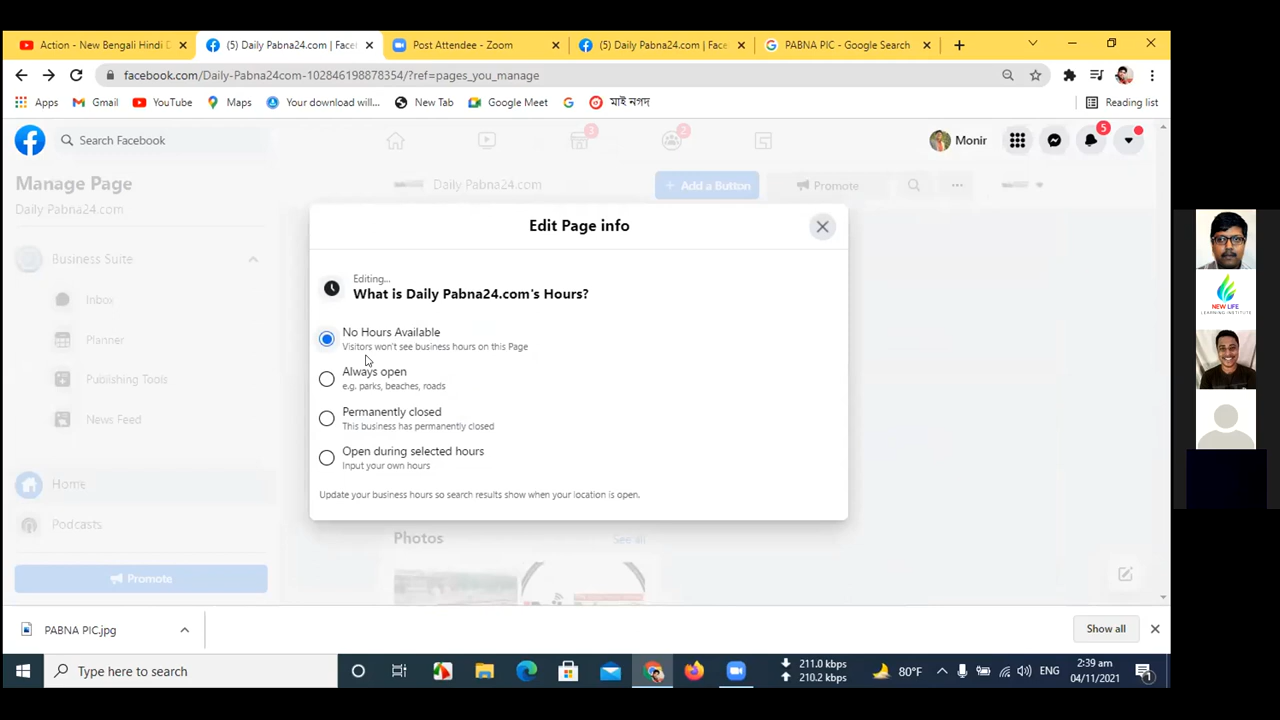 Action - New Bengali Hindi D
(5) Daily Pabna24.com | Face
Post Attendee - Zoom
(5) Daily Pabna24.com | Face
PABNA PIC - Google Search
facebook.com/Daily-Pabna24com-102846198878354/?ref=pages_you_manage
Apps
Gmail
YouTube
Maps
Your download will...
New Tab
Google Meet
মাই নগদ
Reading list
Search Facebook
3
2
Monir
5
Manage Page
Daily Pabna24.com
Daily Pabna24.com
+ Add a Button
Promote
Edit Page info
Business Suite
Inbox
Planner
Publishing Tools
News Feed
Home
Podcasts
Promote
Editing...
What is Daily Pabna24.com's Hours?
No Hours Available
Visitors won't see business hours on this Page
Always open
e.g. parks, beaches, roads
Permanently closed
This business has permanently closed
Open during selected hours
Input your own hours
Update your business hours so search results show when your location is open.
Photos
See all
NEW LIFE
LEARNING INSTITUTE
PABNA PIC.jpg
Show all
Type here to search
211.0 kbps
210.2 kbps
80°F
ENG
2:39 am
04/11/2021
1